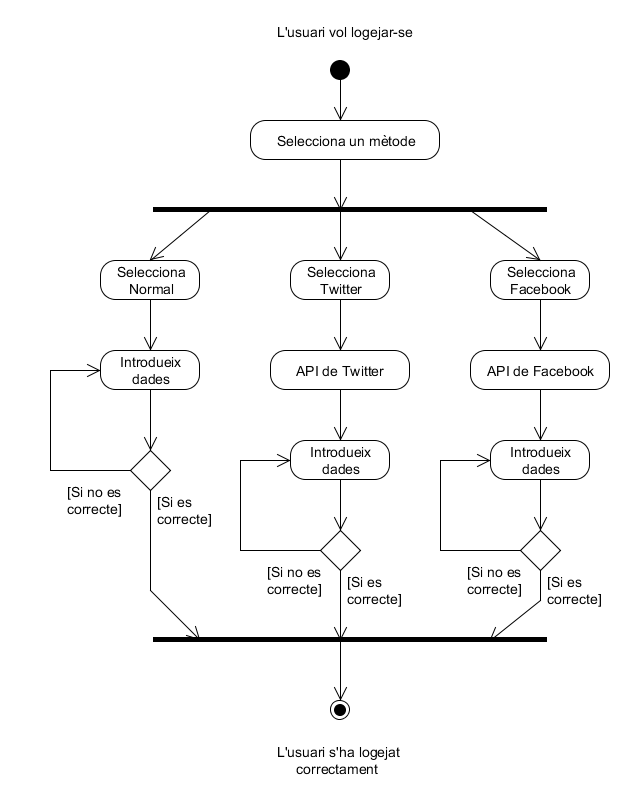 L'usuari vol logejar-se
Selecciona un mètode
Selecciona
Normal
Selecciona
Twitter
Selecciona
Facebook
Introdueix
dades
API de Twitter
API de Facebook
Introdueix
dades
Introdueix
dades
[Si no es
correcte]
[Si es
correcte]
[Si no es
correcte]
[Si es
correcte]
[Si no es
correcte]
[Si es
correcte]
L'usuari s'ha logejat
correctament